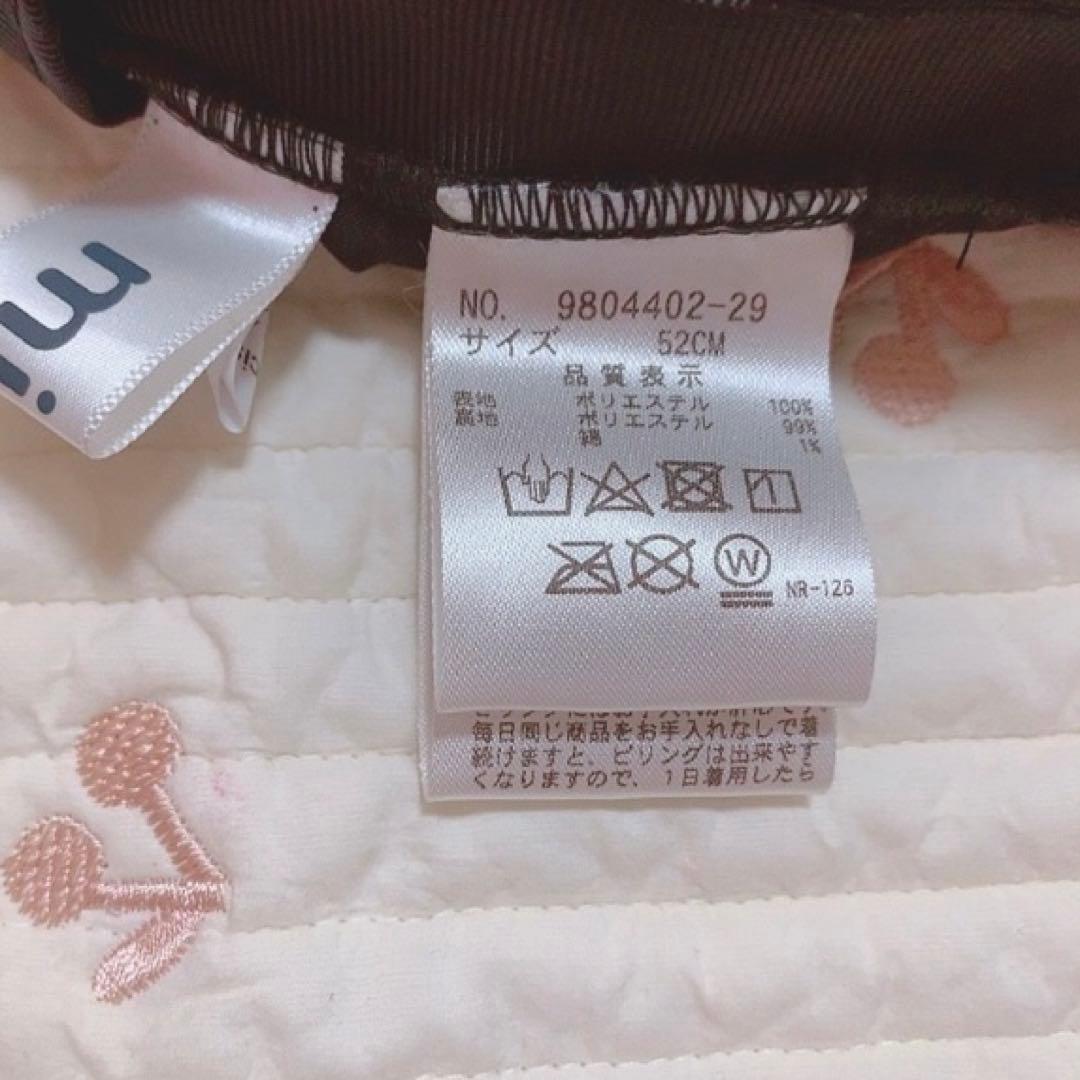 mi
NO. 9804402-29
サイズ 52CM
品質表示
表地 ポリエステル 100%
裏地 ポリエステル 99%
綿 1%
W
NR-126
毎日同じ商品をお手入れなしで着
続けますと、ピリングは出来やす
くなりますので、1日着用したら